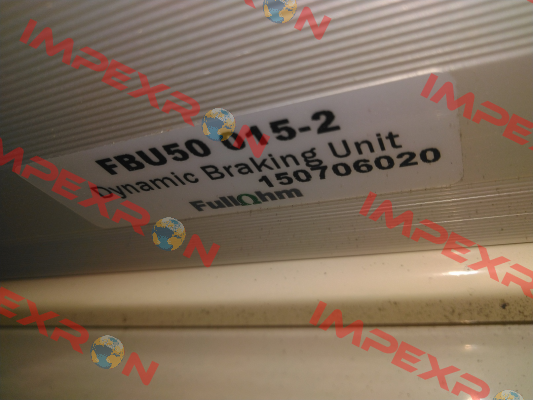 FBU50 015-2
Dynamic Braking Unit
150706020
FullOhm
IMPEXRON
IMPEXRON
IMPEXRON
IMPEXRON
IMPEXRON
IMPEXRON